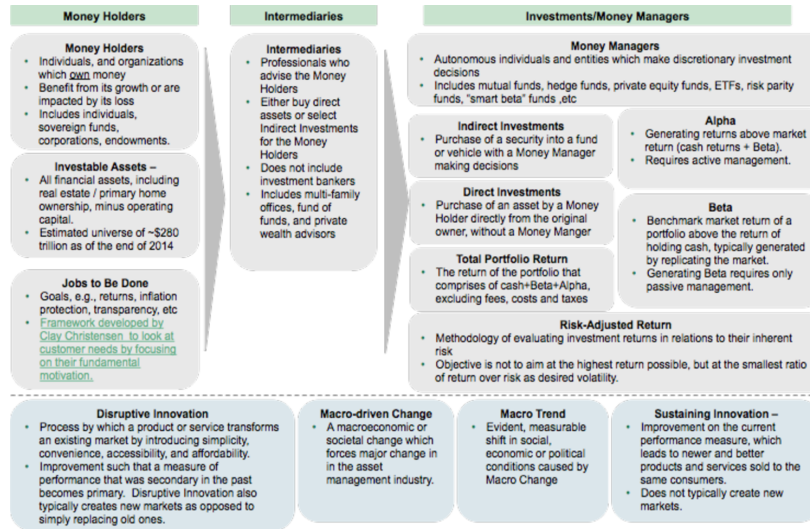 Money Holders
Intermediaries
Investments/Money Managers
Money Holders
• Individuals, and organizations
which own money
• Benefit from its growth or are
impacted by its loss
• Includes individuals,
sovereign funds,
corporations, endowments.
Investable Assets –
• All financial assets, including
real estate / primary home
ownership, minus operating
capital.
• Estimated universe of ~$280
trillion as of the end of 2014
Jobs to Be Done
• Goals, e.g., returns, inflation
protection, transparency, etc
• Framework developed by
Clay Christensen to look at
customer needs by focusing
on their fundamental
motivation.
Intermediaries
• Professionals who
advise the Money
Holders
• Either buy direct
assets or select
Indirect Investments
for the Money
Holders
• Does not include
investment bankers
• Includes multi-family
offices, fund of
funds, and private
wealth advisors
Money Managers
• Autonomous individuals and entities which make discretionary investment
decisions
• Includes mutual funds, hedge funds, private equity funds, ETFs, risk parity
funds, "smart beta" funds ,etc
Indirect Investments
• Purchase of a security into a fund
or vehicle with a Money Manager
making decisions
Direct Investments
• Purchase of an asset by a Money
Holder directly from the original
owner, without a Money Manger
Total Portfolio Return
• The return of the portfolio that
comprises of cash+Beta+Alpha,
excluding fees, costs and taxes
Alpha
• Generating returns above market
return (cash returns + Beta).
• Requires active management.
Beta
• Benchmark market return of a
portfolio above the return of
holding cash, typically generated
by replicating the market.
• Generating Beta requires only
passive management.
Risk-Adjusted Return
• Methodology of evaluating investment returns in relations to their inherent
risk
• Objective is not to aim at the highest return possible, but at the smallest ratio
of return over risk as desired volatility.
Disruptive Innovation
• Process by which a product or service transforms
an existing market by introducing simplicity,
convenience, accessibility, and affordability.
• Improvement such that a measure of
performance that was secondary in the past
becomes primary. Disruptive Innovation also
typically creates new markets as opposed to
simply replacing old ones.
Macro-driven Change
• A macroeconomic or
societal change which
forces major change in
in the asset
management industry.
Macro Trend
• Evident, measurable
shift in social,
economic or political
conditions caused by
Macro Change
Sustaining Innovation –
• Improvement on the current
performance measure, which
leads to newer and better
products and services sold to the
same consumers.
• Does not typically create new
markets.